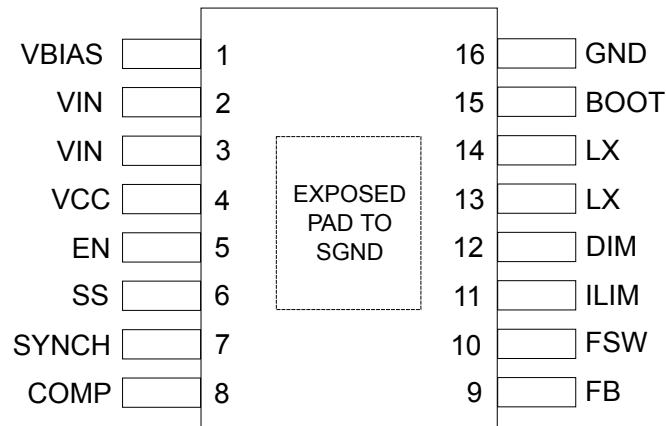 VBIAS 1 16 GND
VIN 2 15 BOOT
VIN 3 14 LX
VCC 4 EXPOSED 13 LX
PAD TO
EN 5 SGND 12 DIM
SS 6 11 ILIM
SYNCH 7 10 FSW
COMP 8 9 FB